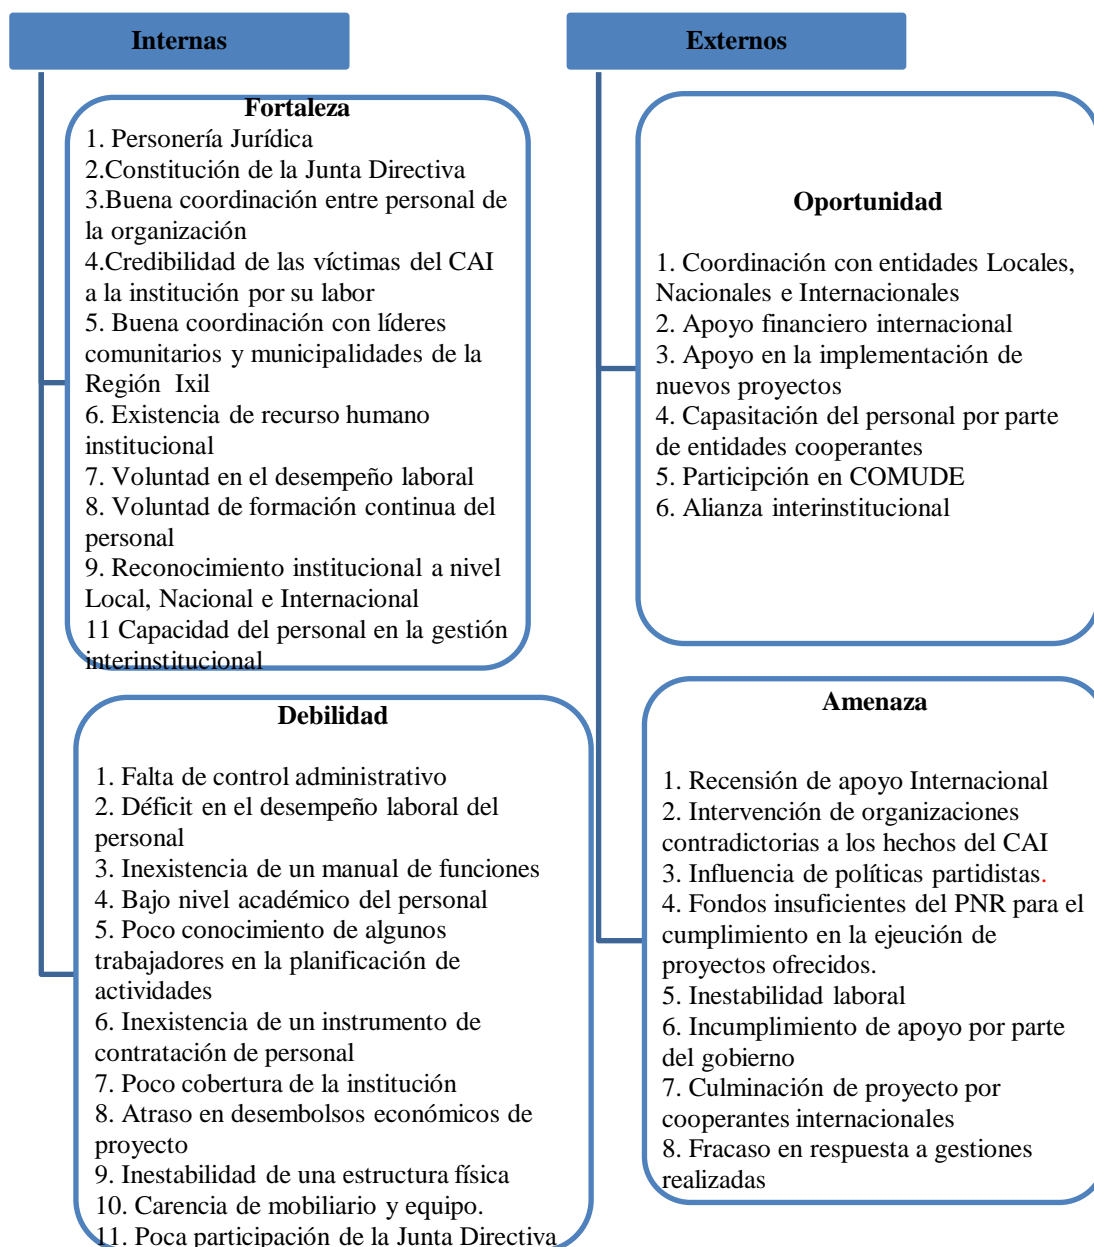 Internas
Fortaleza
1. Personería Jurídica
2.Constitución de la Junta Directiva
3.Buena coordinación entre personal de
la organización
4.Credibilidad de las víctimas del CAI
a la institución por su labor
5. Buena coordinación con líderes
comunitarios y municipalidades de la
Región Ixil
6. Existencia de recurso humano
institucional
7. Voluntad en el desempeño laboral
8. Voluntad de formación continua del
personal
9. Reconocimiento institucional a nivel
Local, Nacional e Internacional
11 Capacidad del personal en la gestión
interinstitucional
Debilidad
1. Falta de control administrativo
2. Déficit en el desempeño laboral del
personal
3. Inexistencia de un manual de funciones
4. Bajo nivel académico del personal
5. Poco conocimiento de algunos
trabajadores en la planificación de
actividades
6. Inexistencia de un instrumento de
contratación de personal
7. Poco cobertura de la institución
8. Atraso en desembolsos económicos de
proyecto
9. Inestabilidad de una estructura física
10. Carencia de mobiliario y equipo.
11. Poca participación de la Junta Directiva
Externos
Oportunidad
1. Coordinación con entidades Locales,
Nacionales e Internacionales
2. Apoyo financiero internacional
3. Apoyo en la implementación de
nuevos proyectos
4. Capasitación del personal por parte
de entidades cooperantes
5. Participción en COMUDE
6. Alianza interinstitucional
Amenaza
1. Recensión de apoyo Internacional
2. Intervención de organizaciones
contradictorias a los hechos del CAI
3. Influencia de políticas partidistas.
4. Fondos insuficientes del PNR para el
cumplimiento en la ejeución de
proyectos ofrecidos.
5. Inestabilidad laboral
6. Incumplimiento de apoyo por parte
del gobierno
7. Culminación de proyecto por
cooperantes internacionales
8. Fracaso en respuesta a gestiones
realizadas